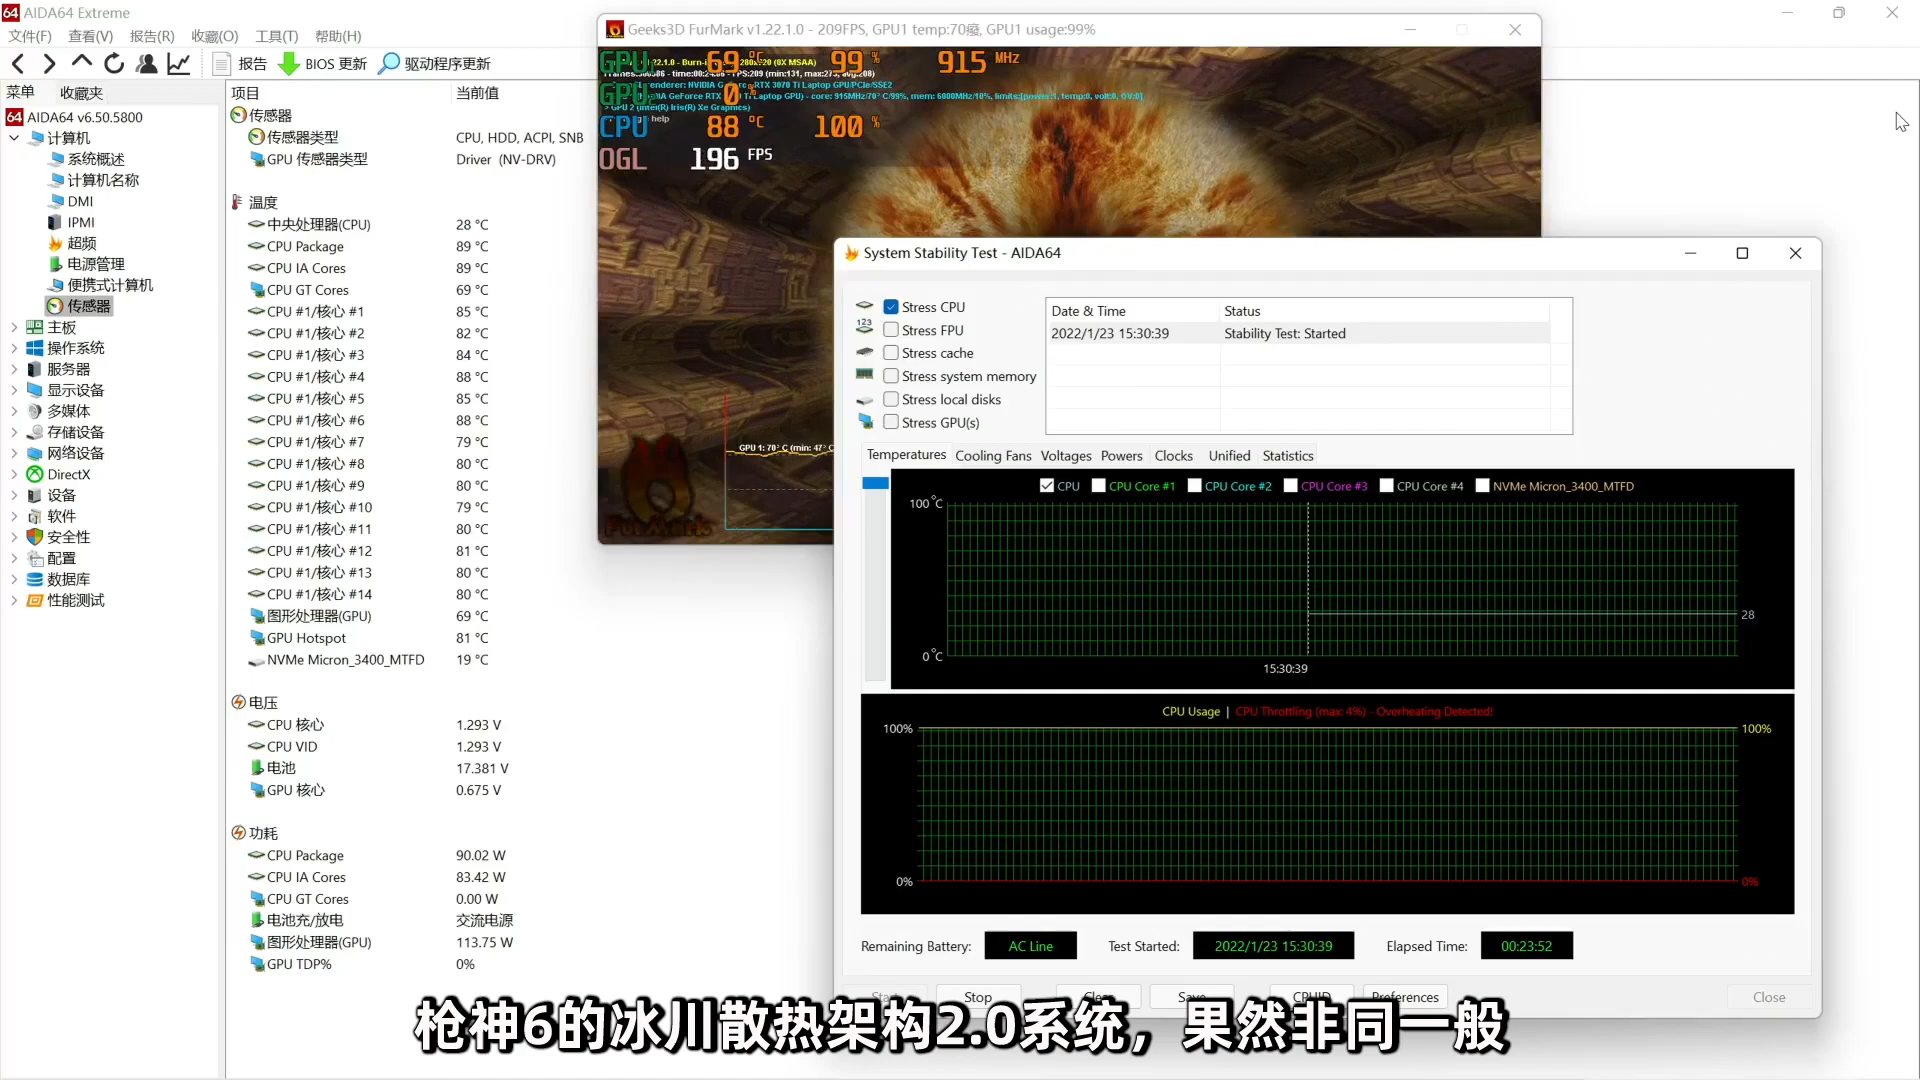 AIDA64 Extreme
文件(F) 查看(V) 报告(R) 收藏(O) 工具(T) 帮助(H)
报告 BIOS 更新 驱动程序更新
菜单 收藏夹
AIDA64 v6.50.5800
计算机
系统概述
计算机名称
DMI
IPMI
超频
电源管理
便携式计算机
传感器
主板
操作系统
服务器
显示设备
多媒体
存储设备
网络设备
DirectX
设备
软件
安全性
配置
数据库
性能测试
项目 当前值
传感器
传感器类型 CPU, HDD, ACPI, SNB
GPU 传感器类型 Driver (NV-DRV)
温度
中央处理器(CPU) 28 °C
CPU Package 89 °C
CPU IA Cores 89 °C
CPU GT Cores 69 °C
CPU #1/核心 #1 85 °C
CPU #1/核心 #2 82 °C
CPU #1/核心 #3 84 °C
CPU #1/核心 #4 88 °C
CPU #1/核心 #5 85 °C
CPU #1/核心 #6 88 °C
CPU #1/核心 #7 79 °C
CPU #1/核心 #8 80 °C
CPU #1/核心 #9 80 °C
CPU #1/核心 #10 79 °C
CPU #1/核心 #11 80 °C
CPU #1/核心 #12 81 °C
CPU #1/核心 #13 80 °C
CPU #1/核心 #14 80 °C
图形处理器(GPU) 69 °C
GPU Hotspot 81 °C
NVMe Micron_3400_MTFD 19 °C
电压
CPU 核心 1.293 V
CPU VID 1.293 V
电池 17.381 V
GPU 核心 0.675 V
功耗
CPU Package 90.02 W
CPU IA Cores 83.42 W
CPU GT Cores 0.00 W
电池充/放电 交流电源
图形处理器(GPU) 113.75 W
GPU TDP% 0%
Geeks3D FurMark v1.22.1.0 - 209FPS, GPU1 temp:70癈, GPU1 usage:99%
GPU 69 °C 99 % 915 MHz
GPU 0
CPU 88 °C 100 %
OGL 196 FPS
GPU 1: 70° C (min: 47° C
FurMark
System Stability Test - AIDA64
Stress CPU
Stress FPU
Stress cache
Stress system memory
Stress local disks
Stress GPU(s)
Date & Time Status
2022/1/23 15:30:39 Stability Test: Started
Temperatures Cooling Fans Voltages Powers Clocks Unified Statistics
CPU CPU Core #1 CPU Core #2 CPU Core #3 CPU Core #4 NVMe Micron_3400_MTFD
100°C
28
0°C
15:30:39
CPU Usage | CPU Throttling (max: 4%) - Overheating Detected!
100% 100%
0% 0%
Remaining Battery: AC Line Test Started: 2022/1/23 15:30:39 Elapsed Time: 00:23:52
Start Stop Clear Save CPUID Preferences Close
枪神6的冰川散热架构2.0系统，果然非同一般